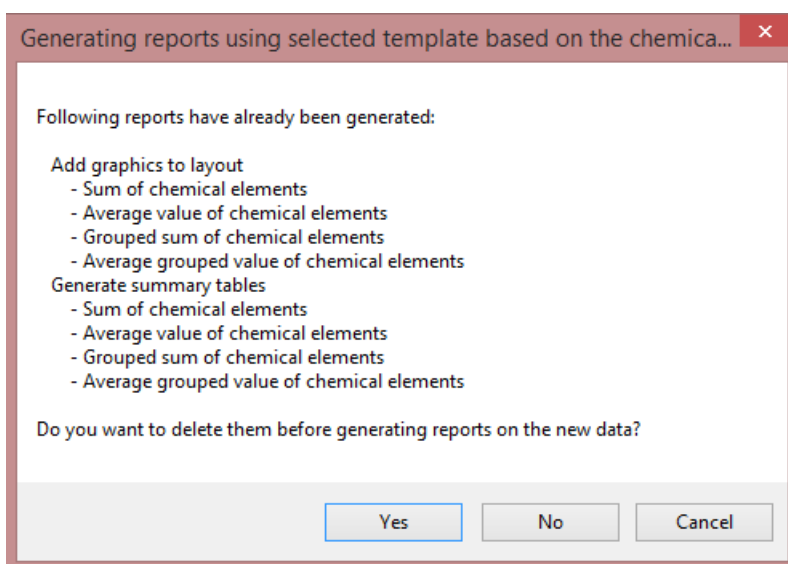 Generating reports using selected template based on the chemica...
Following reports have already been generated:
Add graphics to layout
- Sum of chemical elements
- Average value of chemical elements
- Grouped sum of chemical elements
- Average grouped value of chemical elements
Generate summary tables
- Sum of chemical elements
- Average value of chemical elements
- Grouped sum of chemical elements
- Average grouped value of chemical elements
Do you want to delete them before generating reports on the new data?
Yes No Cancel